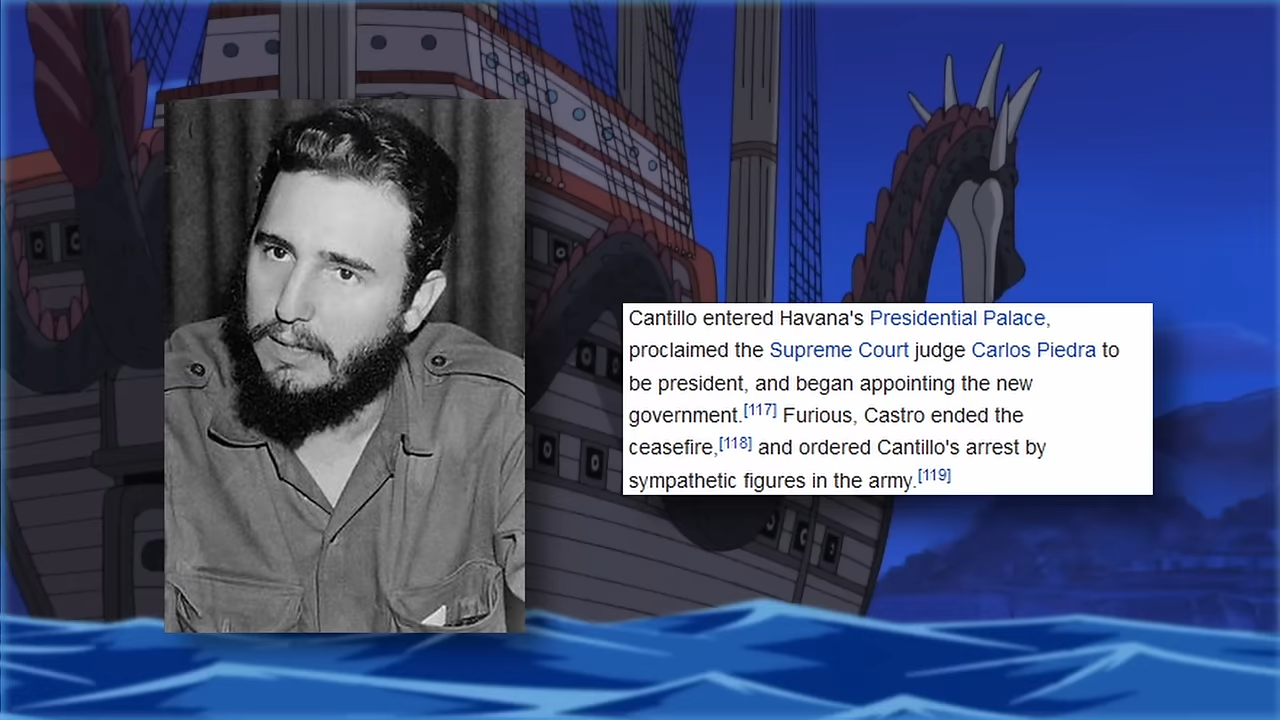 Cantillo entered Havana's Presidential Palace,
proclaimed the Supreme Court judge Carlos Piedra to
be president, and began appointing the new
government.[117] Furious, Castro ended the
ceasefire,[118] and ordered Cantillo's arrest by
sympathetic figures in the army.[119]